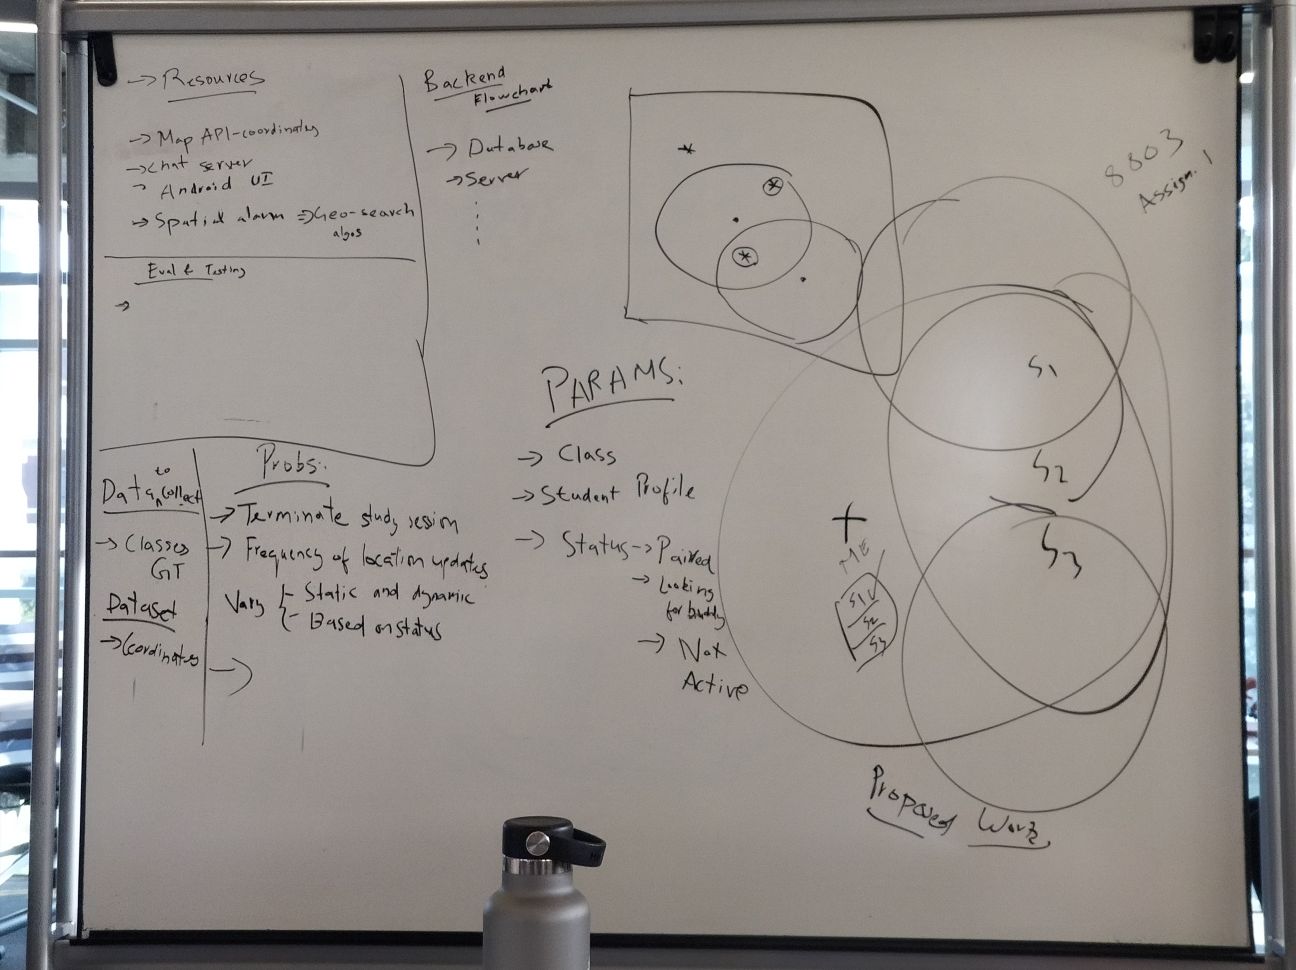 → Resources
→ Map API-coordinates
→ Chat server
→ Android UI
→ Spatial alarm ⇒ Geo-search
algos
Eval & Testing
→
Backend
Flowchart
→ Database
→ Server
8803
Assign. 1
Data to collect
→ Classes
GT
Dataset
→ Coordinates
Probs:
→ Terminate study session
→ Frequency of location updates
Vary - Static and dynamic
- Based on status
→
PARAMS:
→ Class
→ Student Profile
→ Status → Paired
→ Looking
for buddy
→ Not
Active
S1
S2
S3
+
ME
S1
S2
S3
Proposed Work